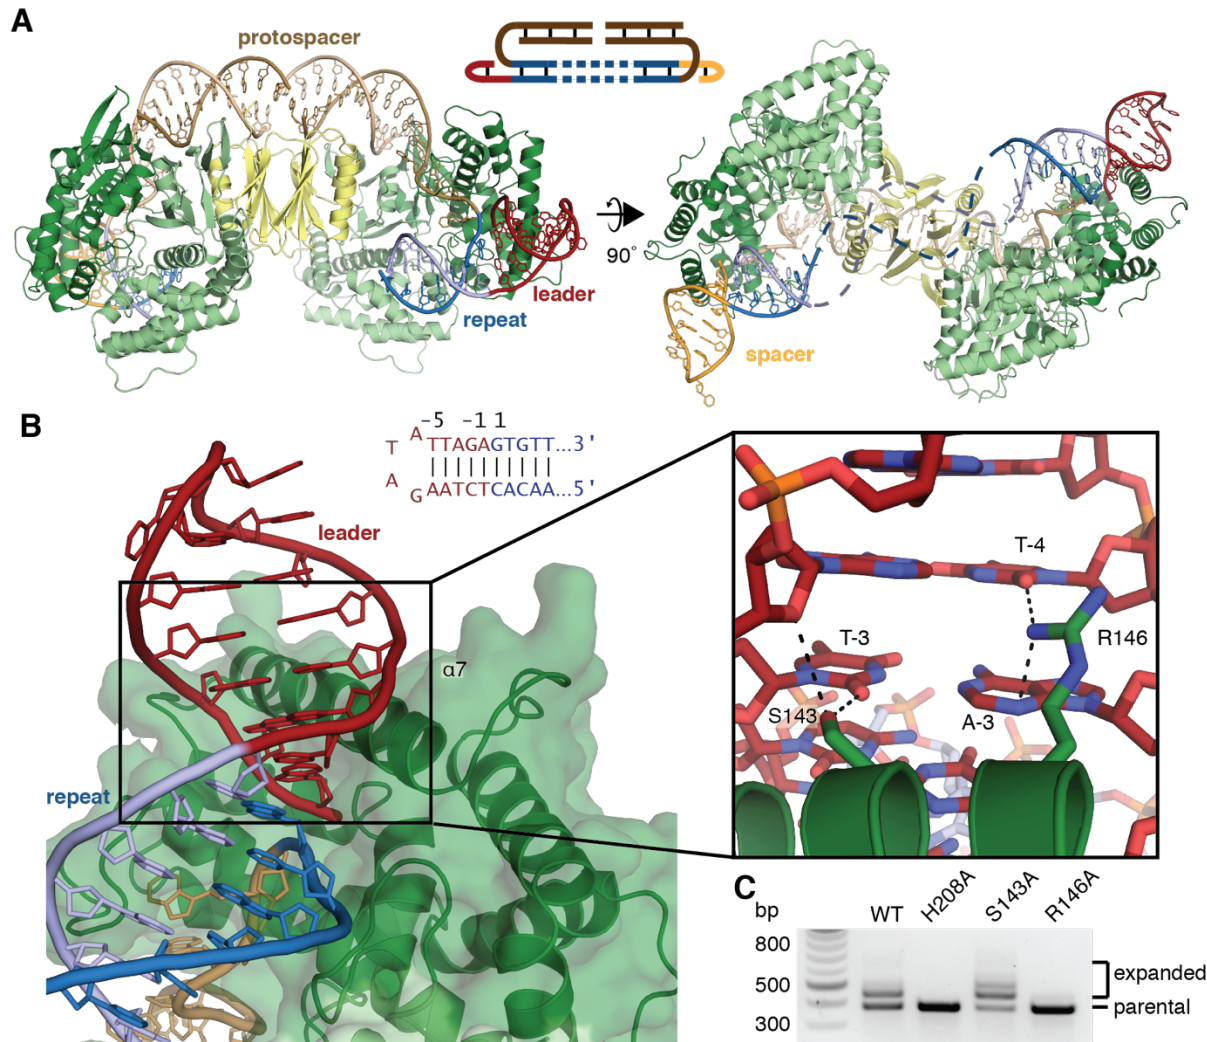 A
protospacer
leader
repeat
90°
spacer
B
-5 -1 1
A TTAGAGTGTT...3'
T
A
G AATCTCACAA...5'
leader
α7
repeat
T-4
R146
T-3
S143
A-3
C
bp
WT
H208A
S143A
R146A
800
500
300
expanded
parental